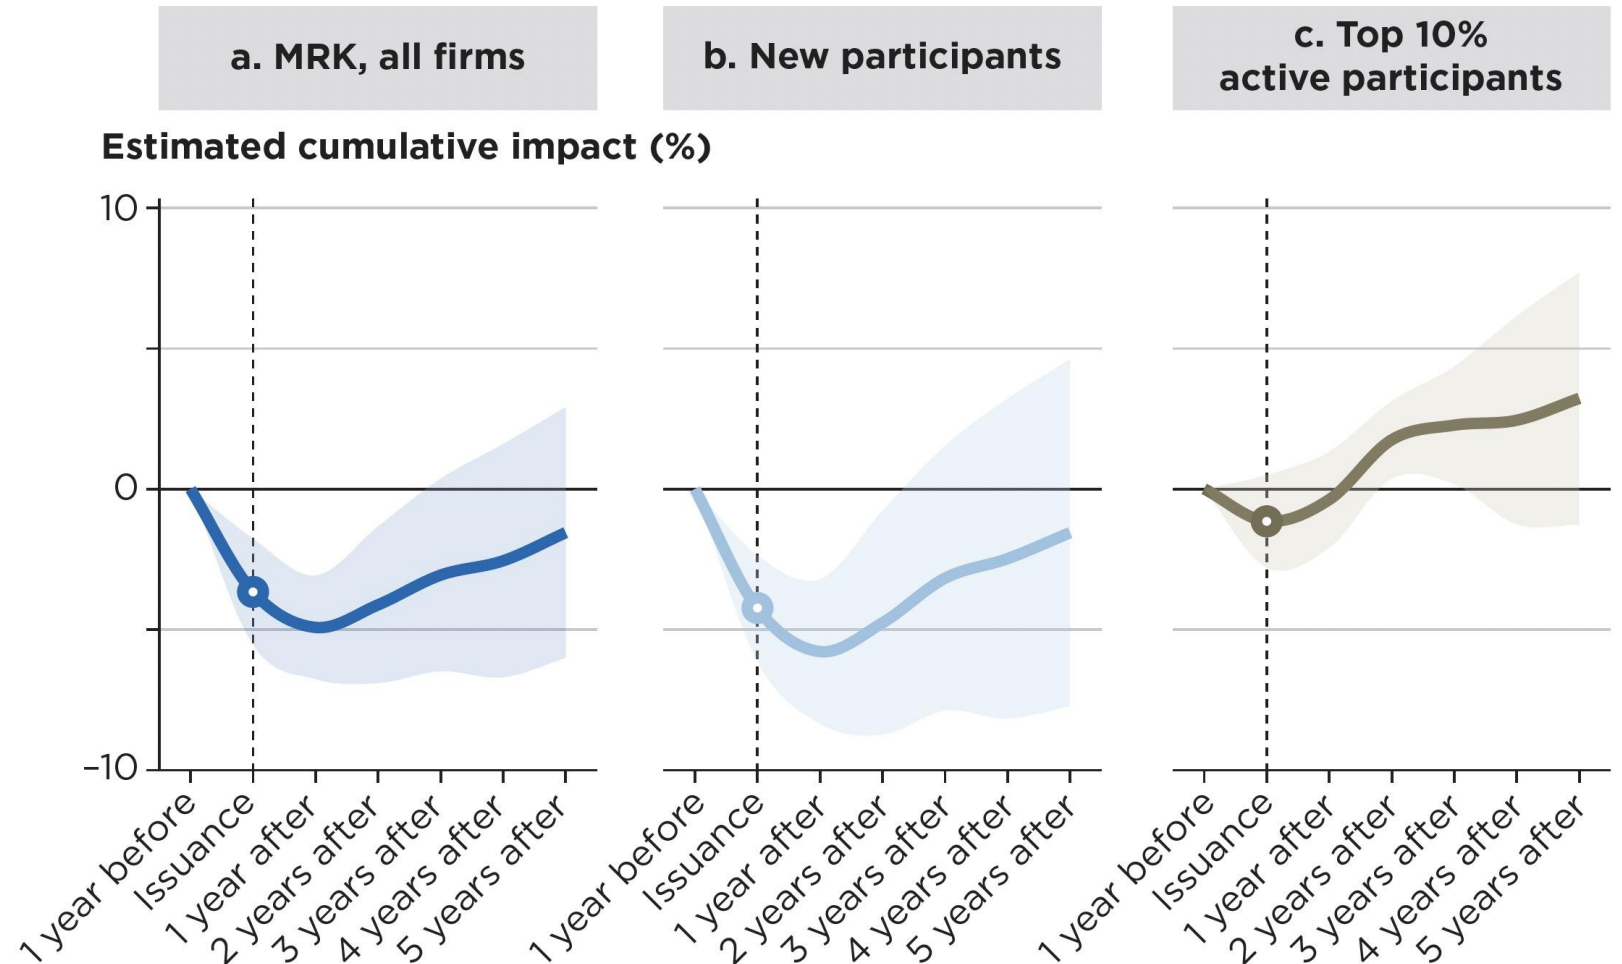 a. MRK, all firms
b. New participants
c. Top 10%
active participants
Estimated cumulative impact (%)
10
0
–10
1 year before
Issuance
1 year after
2 years after
3 years after
4 years after
5 years after
1 year before
Issuance
1 year after
2 years after
3 years after
4 years after
5 years after
1 year before
Issuance
1 year after
2 years after
3 years after
4 years after
5 years after